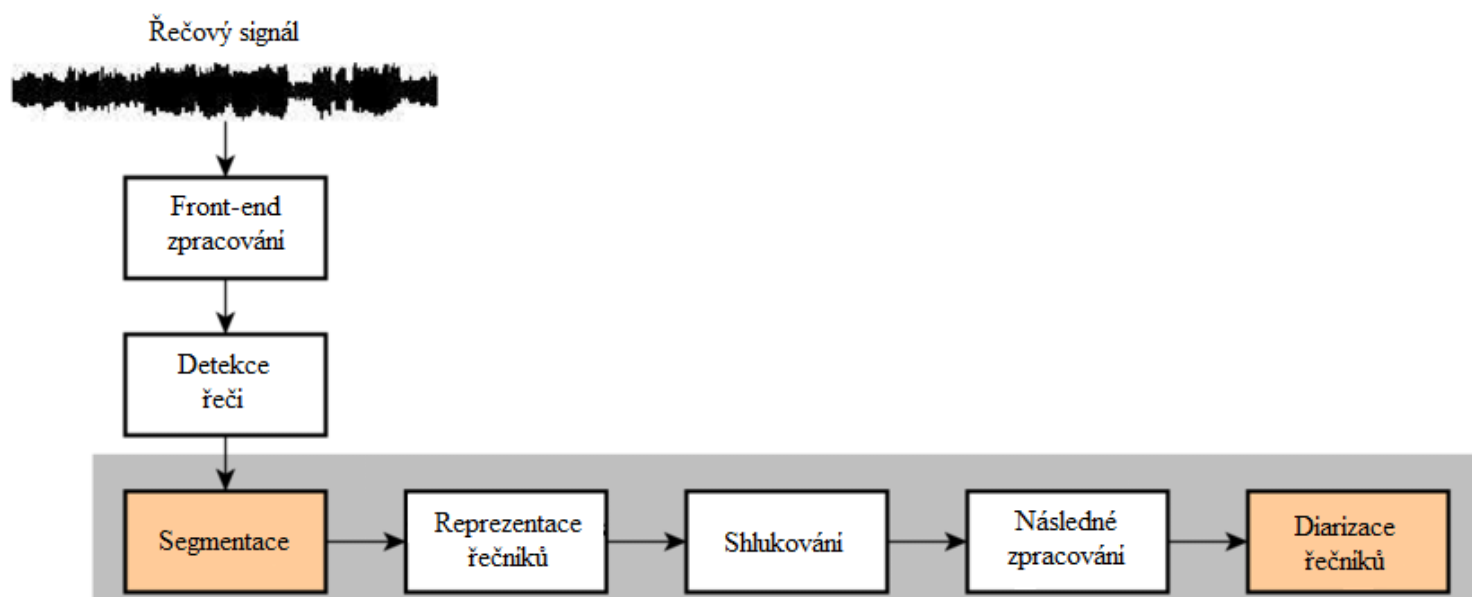 Řečový signál
Front-end
zpracování
Detekce
řeči
Segmentace
Reprezentace
řečníků
Shlukování
Následné
zpracování
Diarizace
řečníků